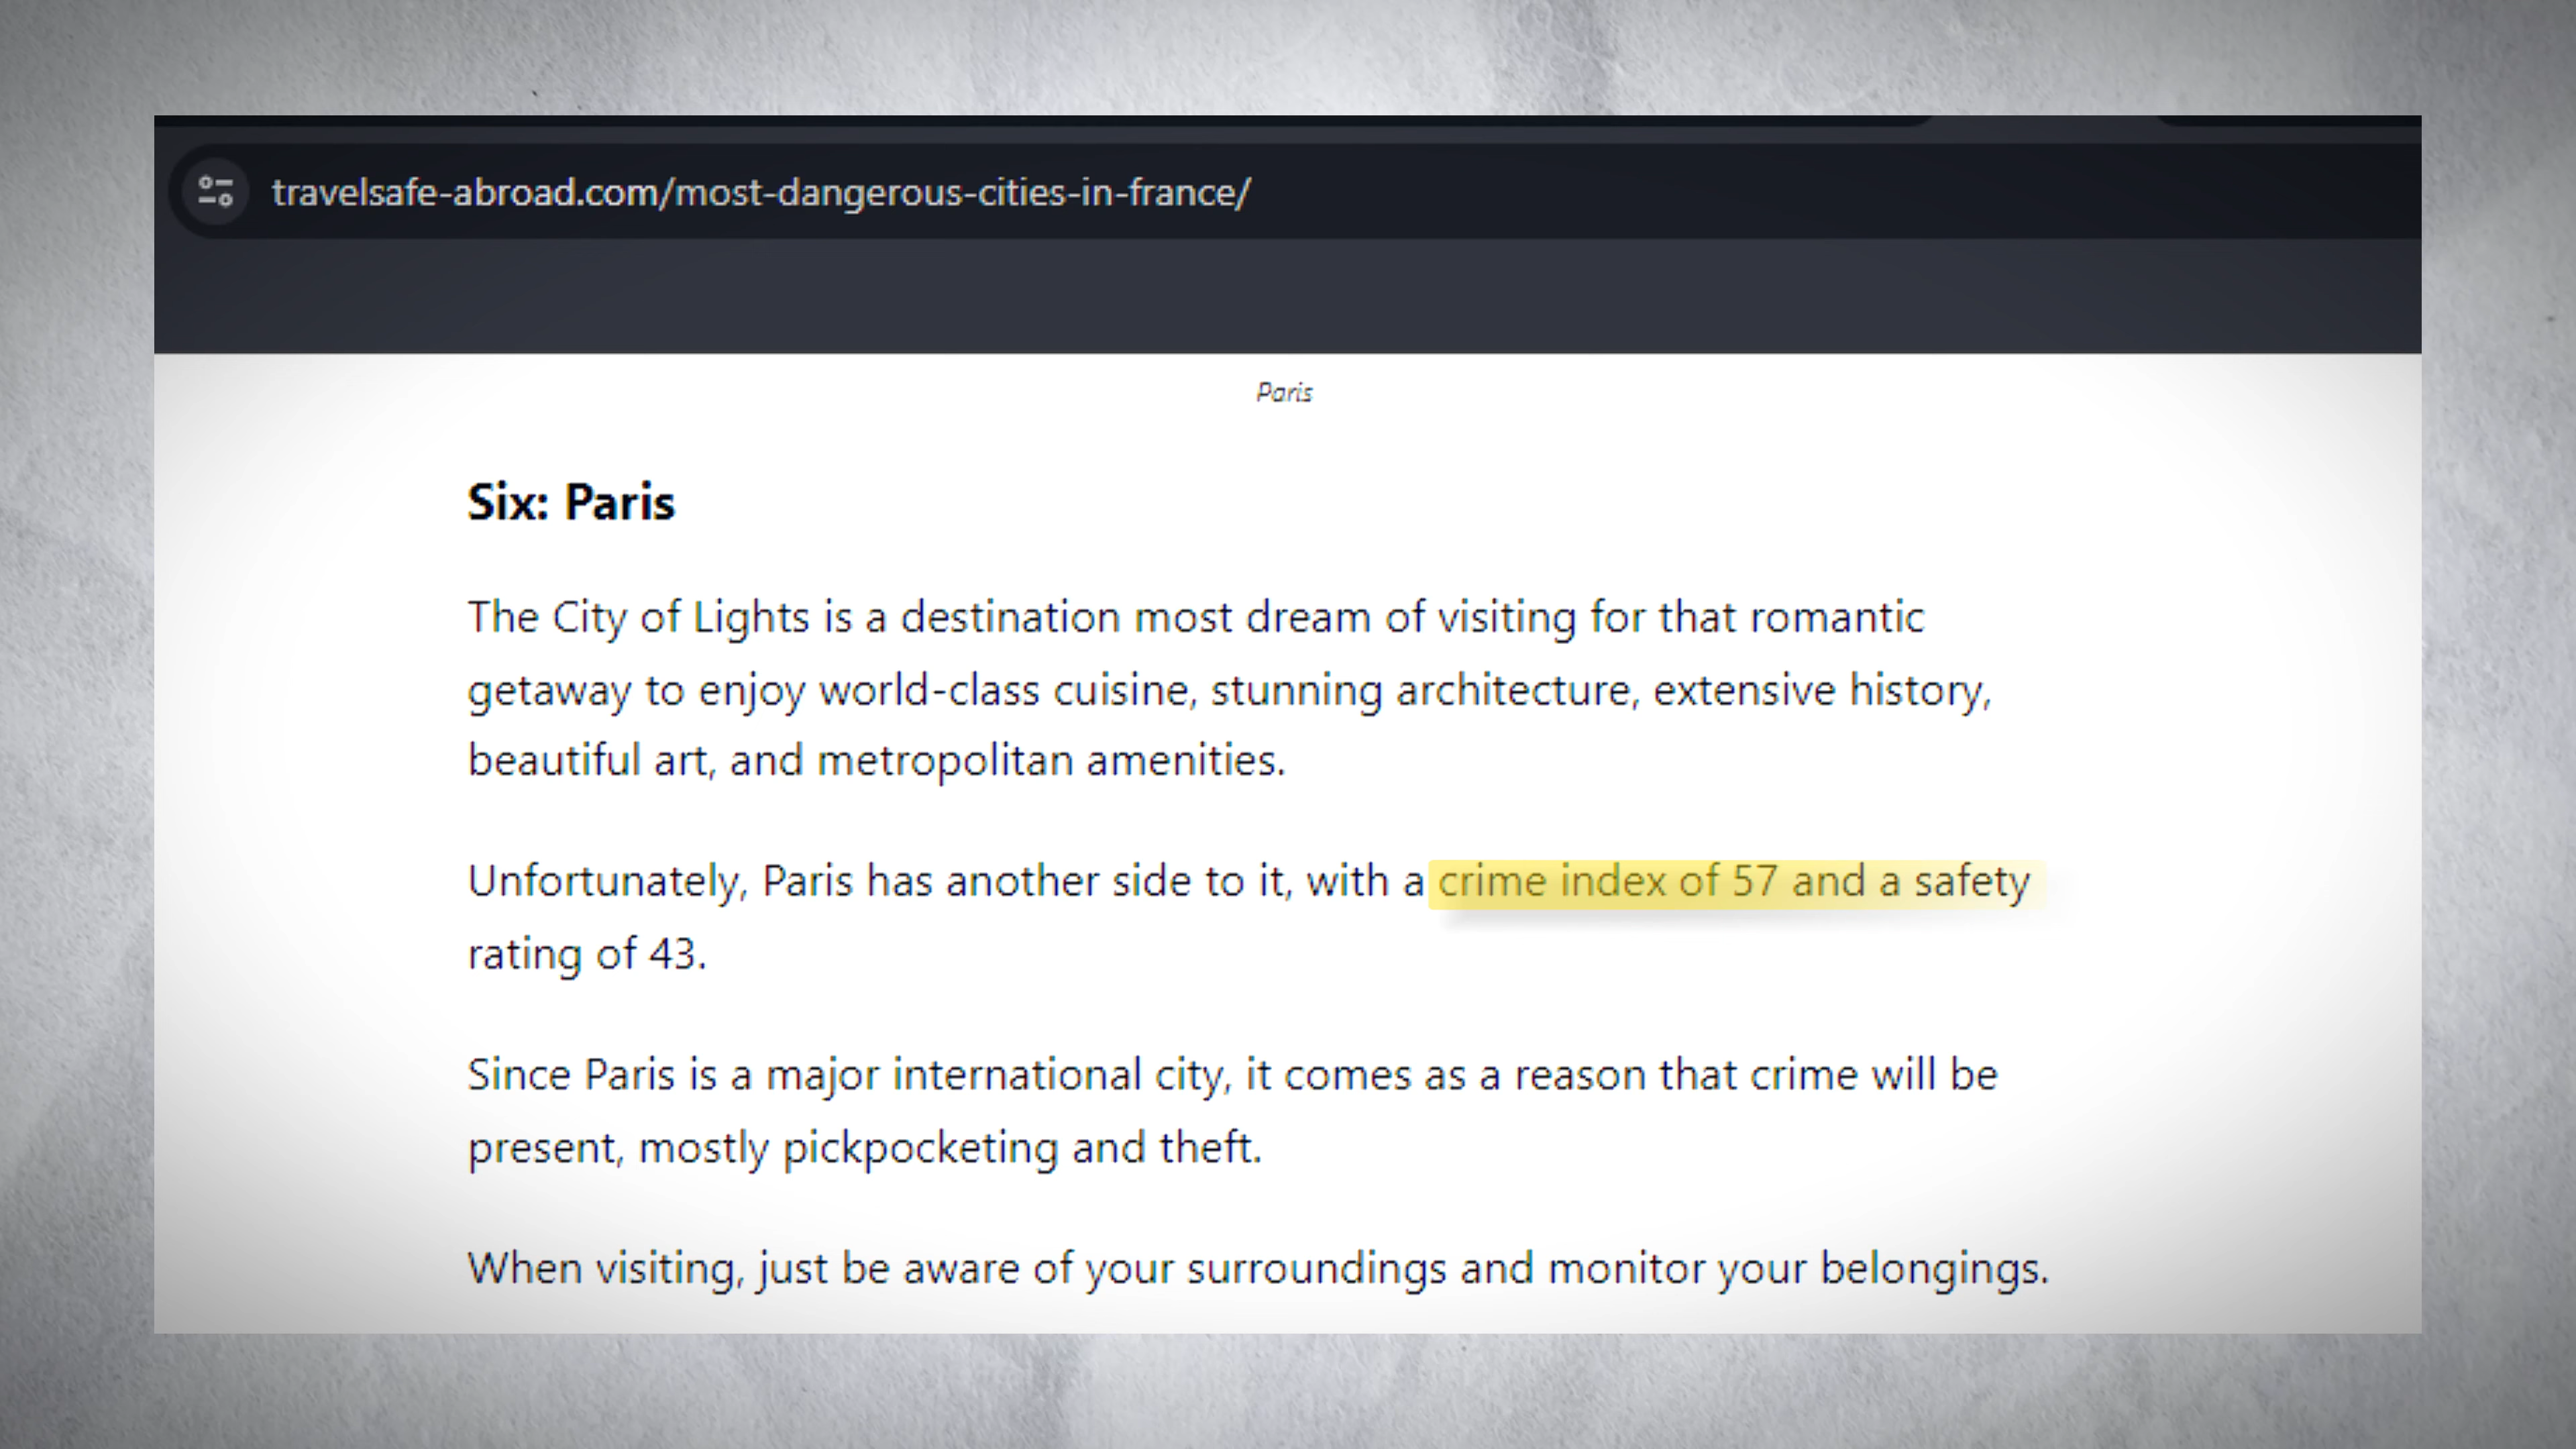 travelsafe-abroad.com/most-dangerous-cities-in-france/
Paris
Six: Paris
The City of Lights is a destination most dream of visiting for that romantic
getaway to enjoy world-class cuisine, stunning architecture, extensive history,
beautiful art, and metropolitan amenities.
Unfortunately, Paris has another side to it, with a crime index of 57 and a safety
rating of 43.
Since Paris is a major international city, it comes as a reason that crime will be
present, mostly pickpocketing and theft.
When visiting, just be aware of your surroundings and monitor your belongings.